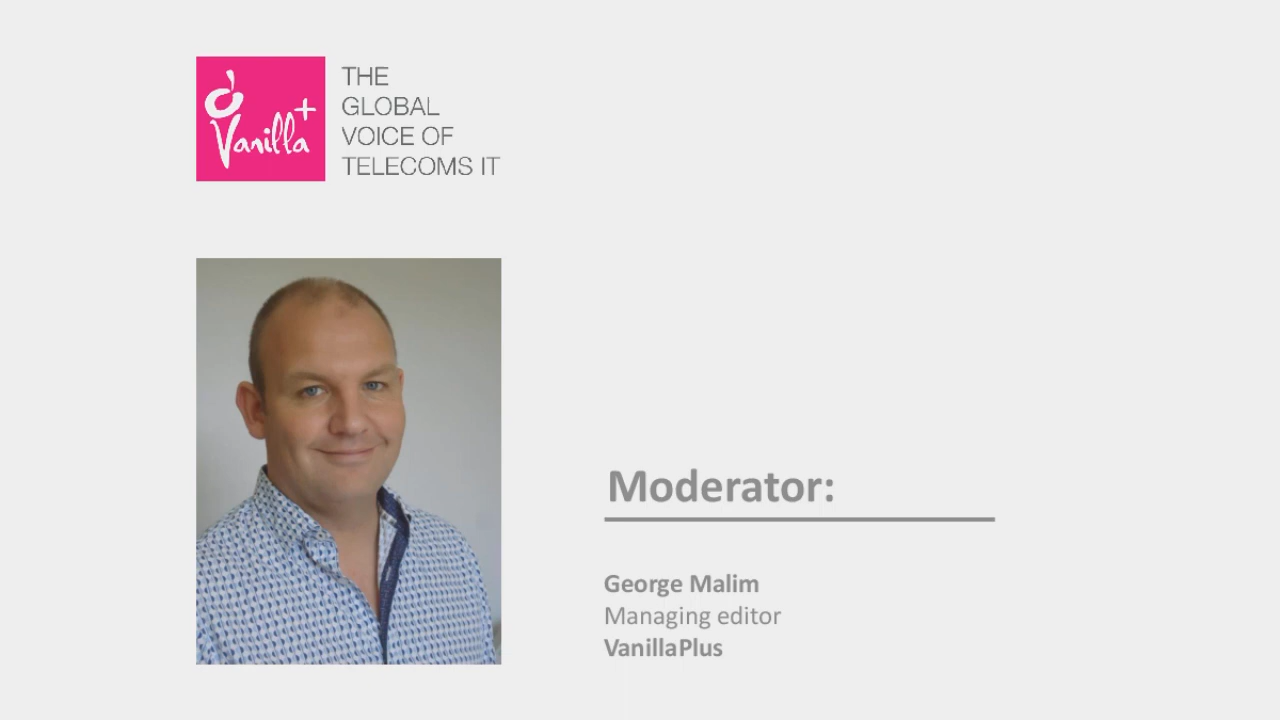 Vanilla+
THE
GLOBAL
VOICE OF
TELECOMS IT
Moderator:
George Malim
Managing editor
VanillaPlus